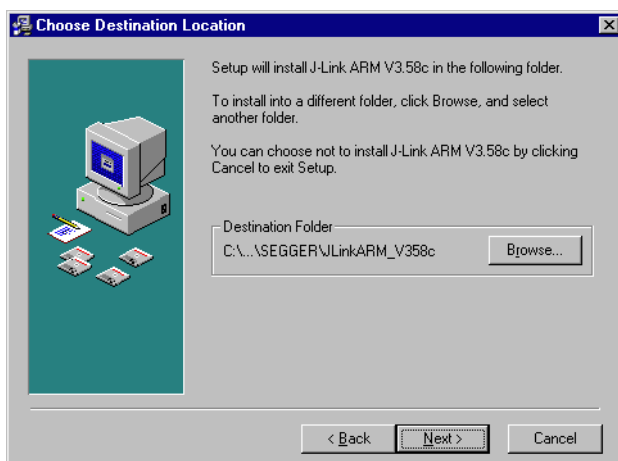 Choose Destination Location
Setup will install J-Link ARM V3.58c in the following folder.
To install into a different folder, click Browse, and select
another folder.
You can choose not to install J-Link ARM V3.58c by clicking
Cancel to exit Setup.
Destination Folder
C:\...\SEGGER\JLinkARM_V358c
Browse...
< Back
Next >
Cancel